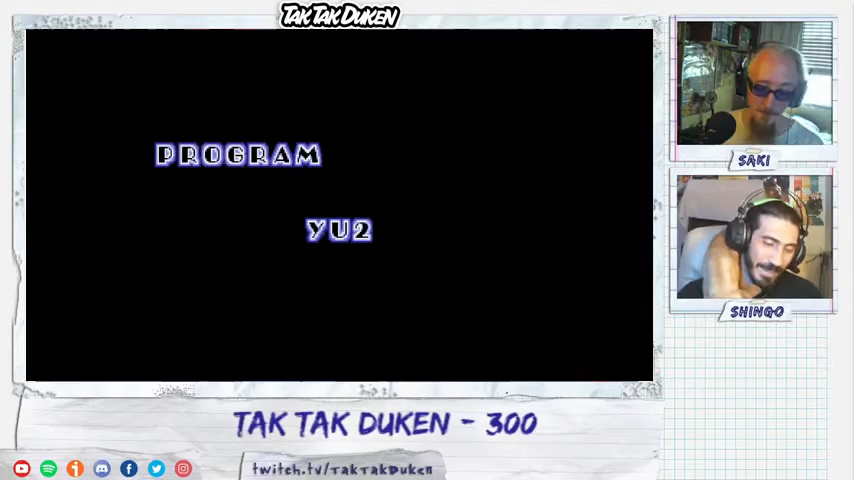 TAK TAK DUKEN
PROGRAM
YU2
SAKI
SHINGO
TAK TAK DUKEN - 300
twitch.tv/TAKTAKDUKEN